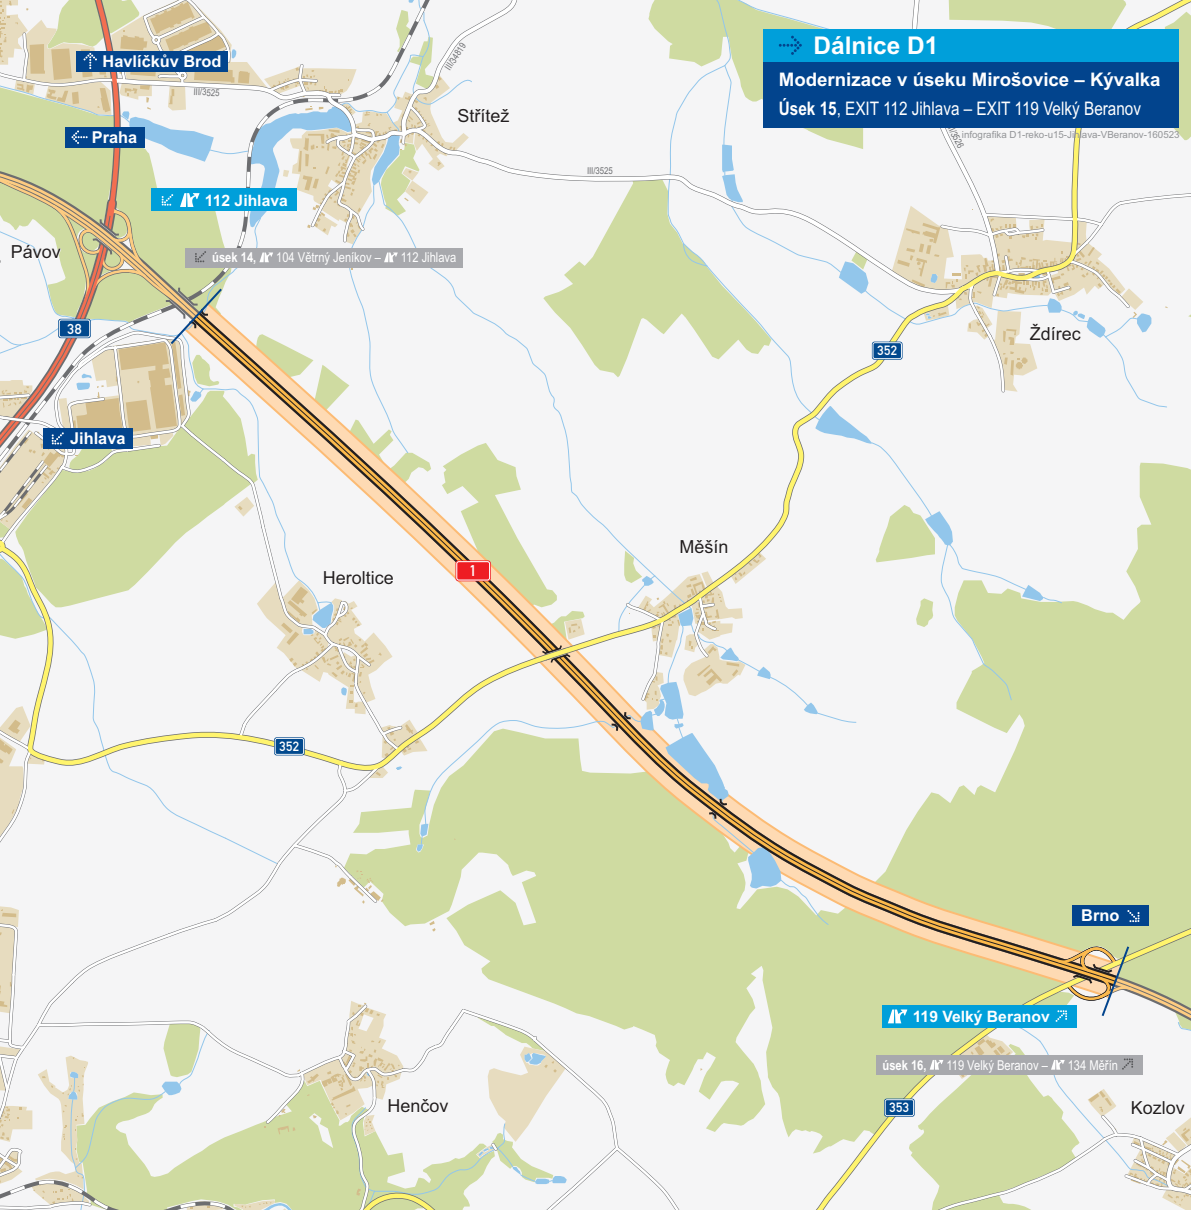 Dálnice D1
Modernizace v úseku Mirošovice – Kývalka
Úsek 15, EXIT 112 Jihlava – EXIT 119 Velký Beranov
infografika D1-reko-u15-Jihlava-VBeranov-160523
Havlíčkův Brod
III/3525
III/34819
Střítež
Praha
III/3525
112 Jihlava
Pávov
úsek 14, 104 Větrný Jeníkov – 112 Jihlava
38
Ždírec
352
Jihlava
Měšín
1
Heroltice
352
Brno
119 Velký Beranov
úsek 16, 119 Velký Beranov – 134 Měřín
Henčov
353
Kozlov